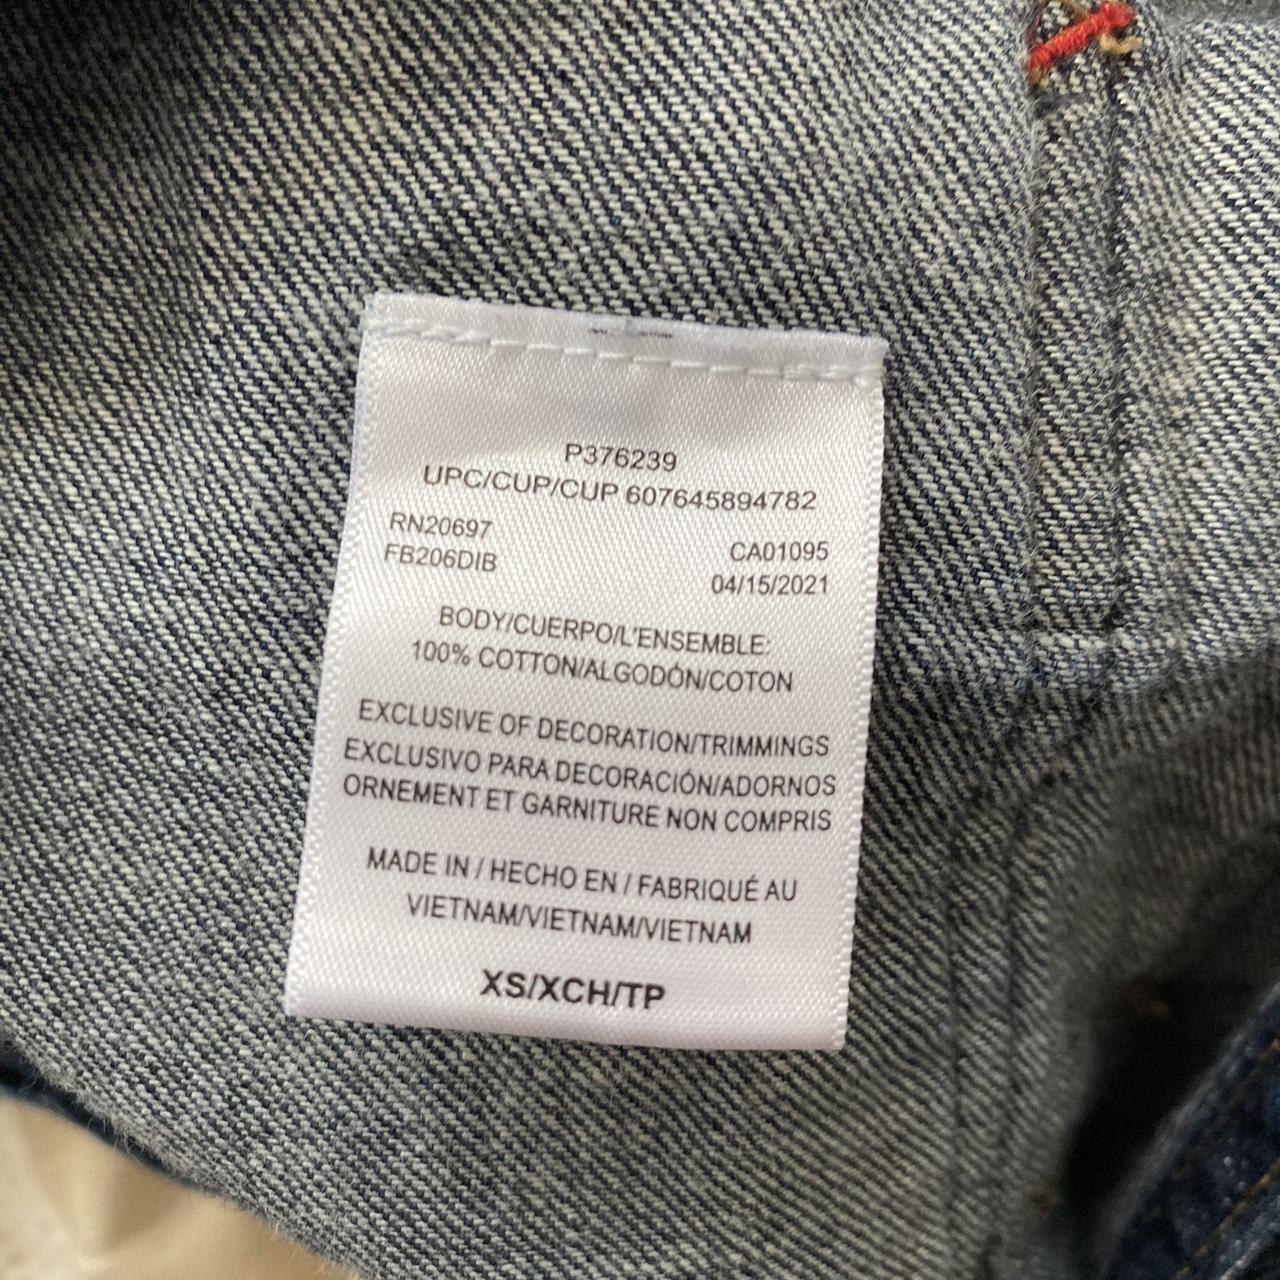 P376239
UPC/CUP/CUP 607645894782
RN20697
FB206DIB
CA01095
04/15/2021
BODY/CUERPO/L'ENSEMBLE:
100% COTTON/ALGODÓN/COTON
EXCLUSIVE OF DECORATION/TRIMMINGS
EXCLUSIVO PARA DECORACIÓN/ADORNOS
ORNEMENT ET GARNITURE NON COMPRIS
MADE IN / HECHO EN / FABRIQUÉ AU
VIETNAM/VIETNAM/VIETNAM
XS/XCH/TP